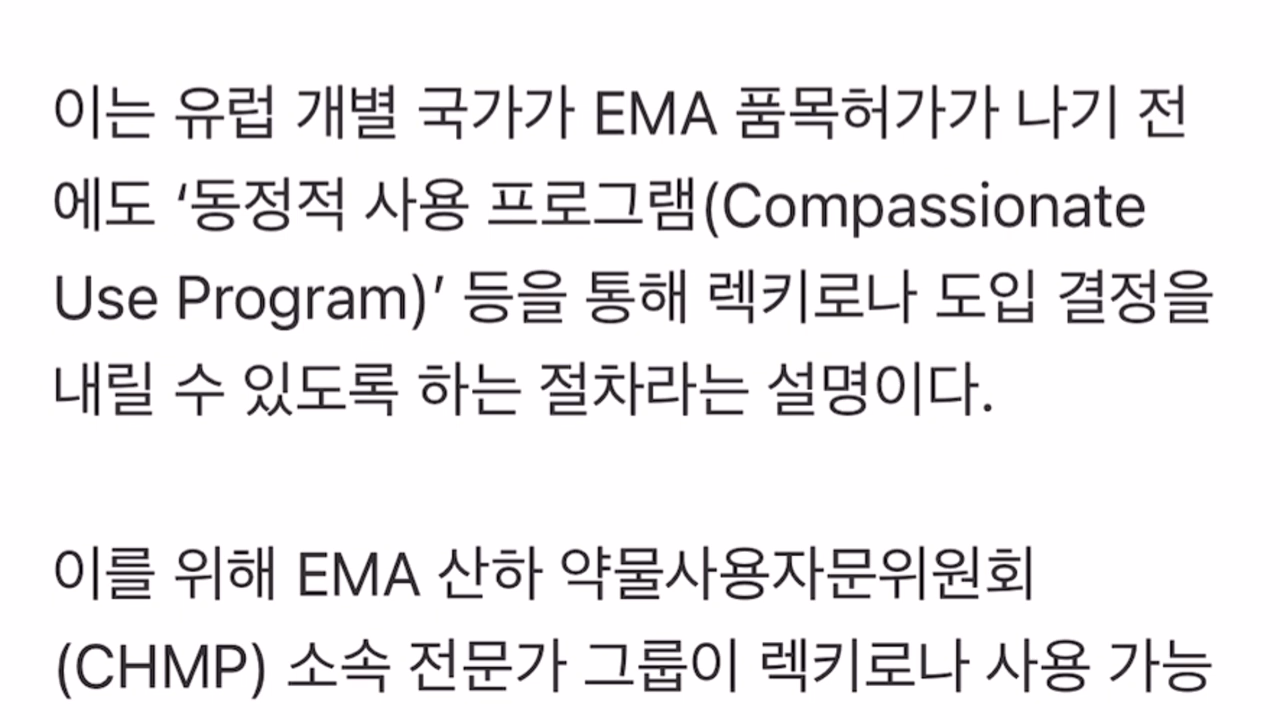 이는 유럽 개별 국가가 EMA 품목허가가 나기 전
에도 ‘동정적 사용 프로그램(Compassionate
Use Program)’ 등을 통해 렉키로나 도입 결정을
내릴 수 있도록 하는 절차라는 설명이다.
이를 위해 EMA 산하 약물사용자문위원회
(CHMP) 소속 전문가 그룹이 렉키로나 사용 가능